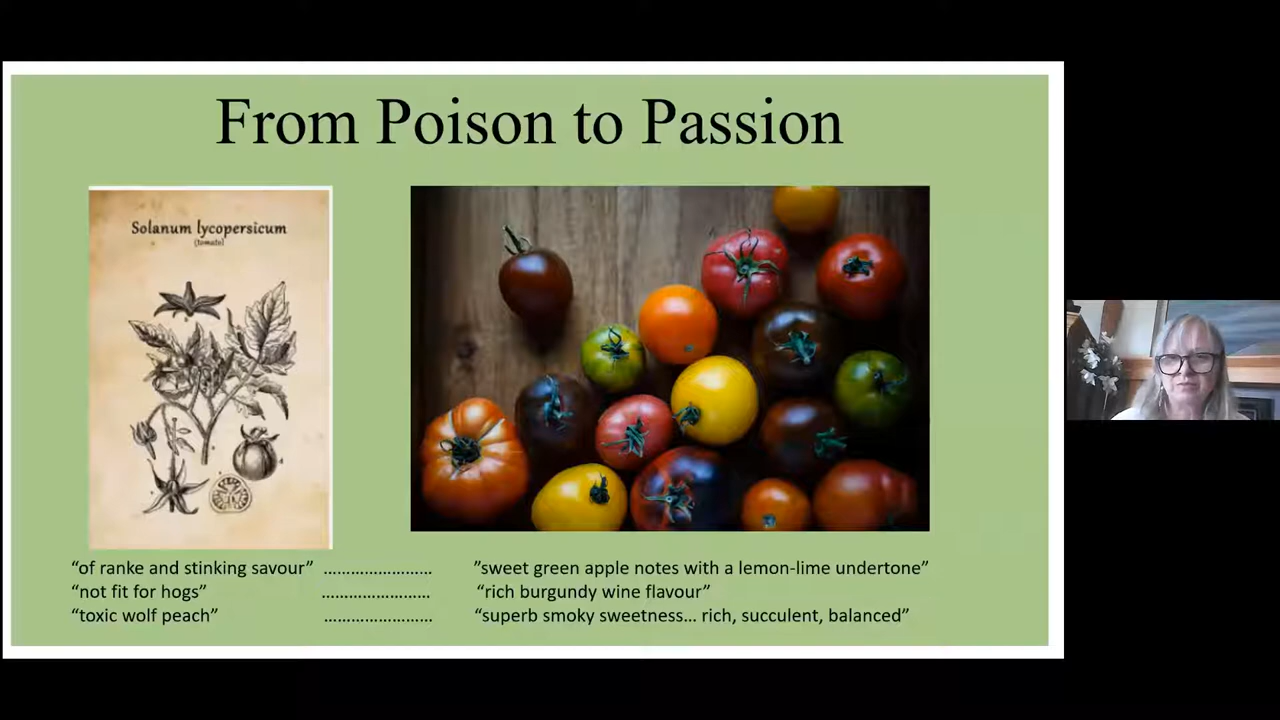 From Poison to Passion
Solanum lycopersicum
(tomato)
“of ranke and stinking savour” ........................ ”sweet green apple notes with a lemon-lime undertone”
“not fit for hogs” ........................ “rich burgundy wine flavour”
“toxic wolf peach” ........................ “superb smoky sweetness... rich, succulent, balanced”